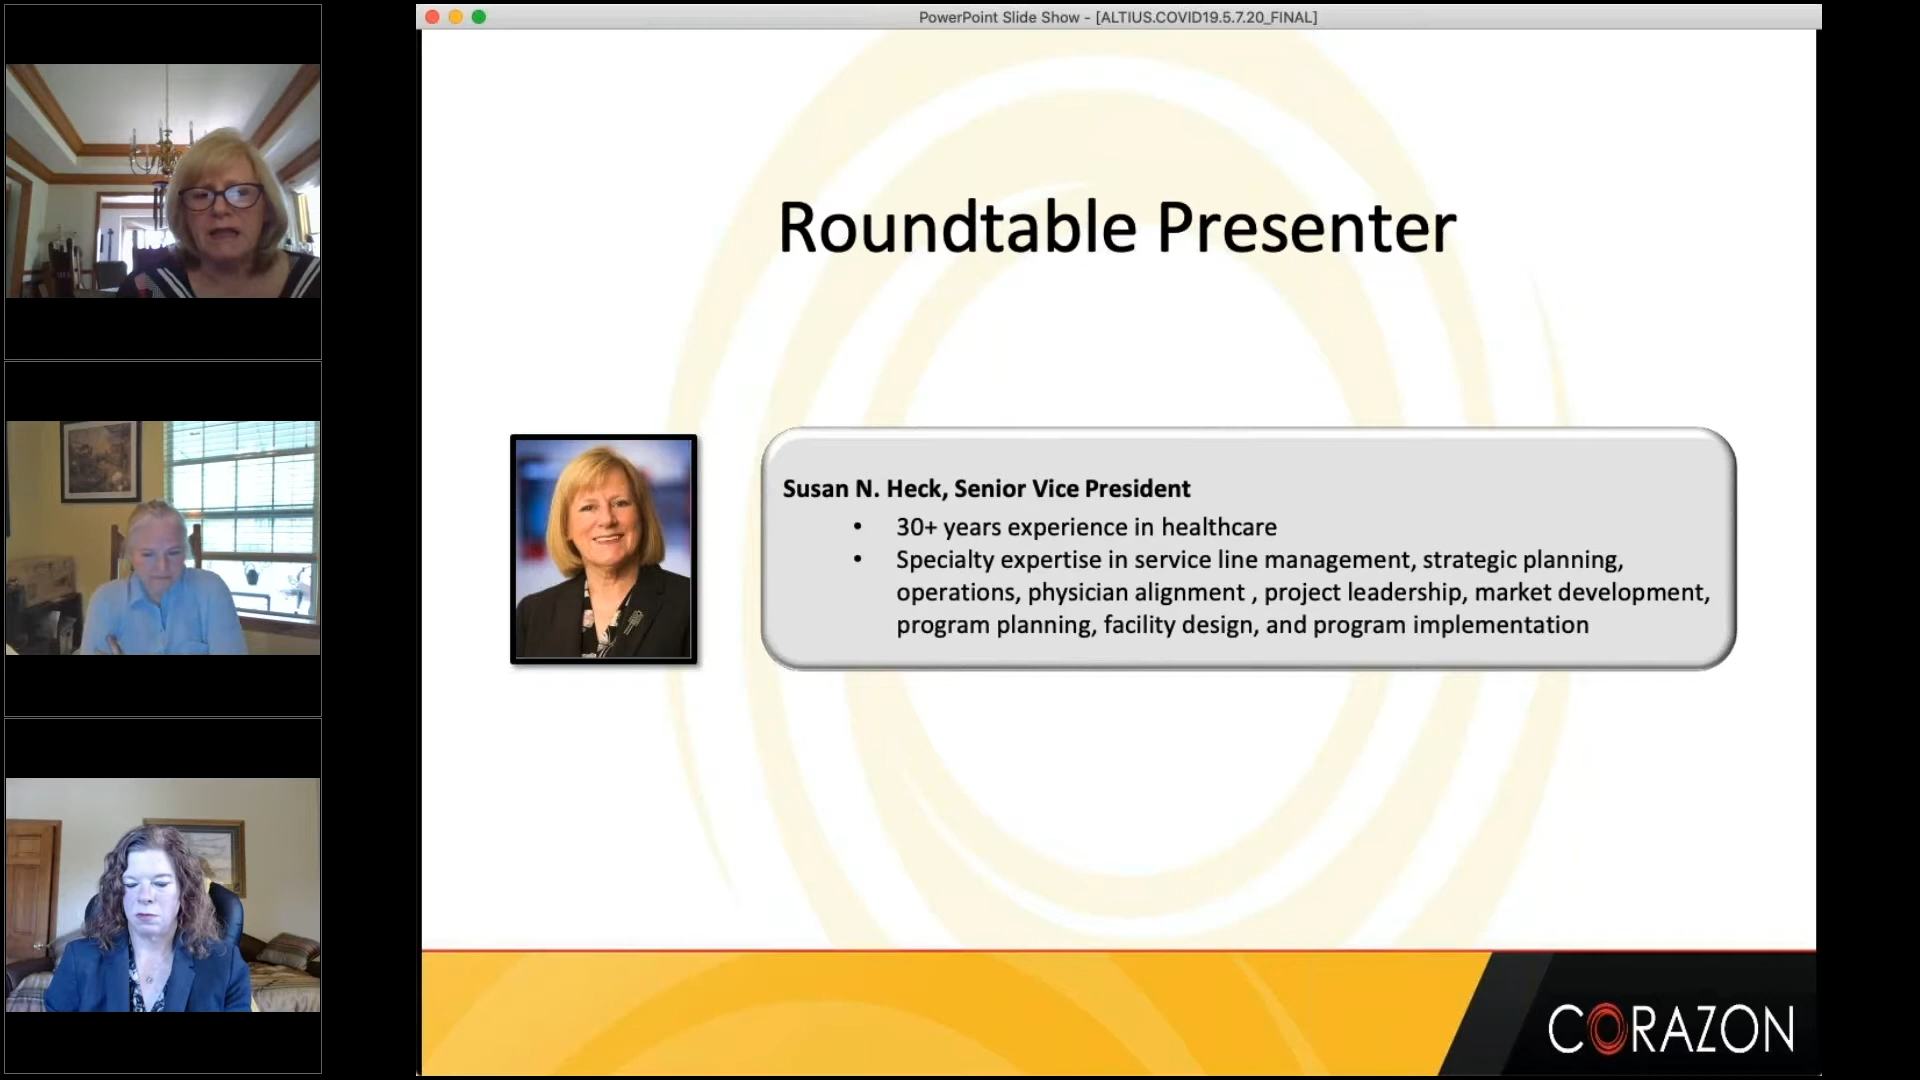 PowerPoint Slide Show - [ALTIUS.COVID19.5.7.20_FINAL]
Roundtable Presenter
Susan N. Heck, Senior Vice President
• 30+ years experience in healthcare
• Specialty expertise in service line management, strategic planning,
operations, physician alignment , project leadership, market development,
program planning, facility design, and program implementation
CORAZON